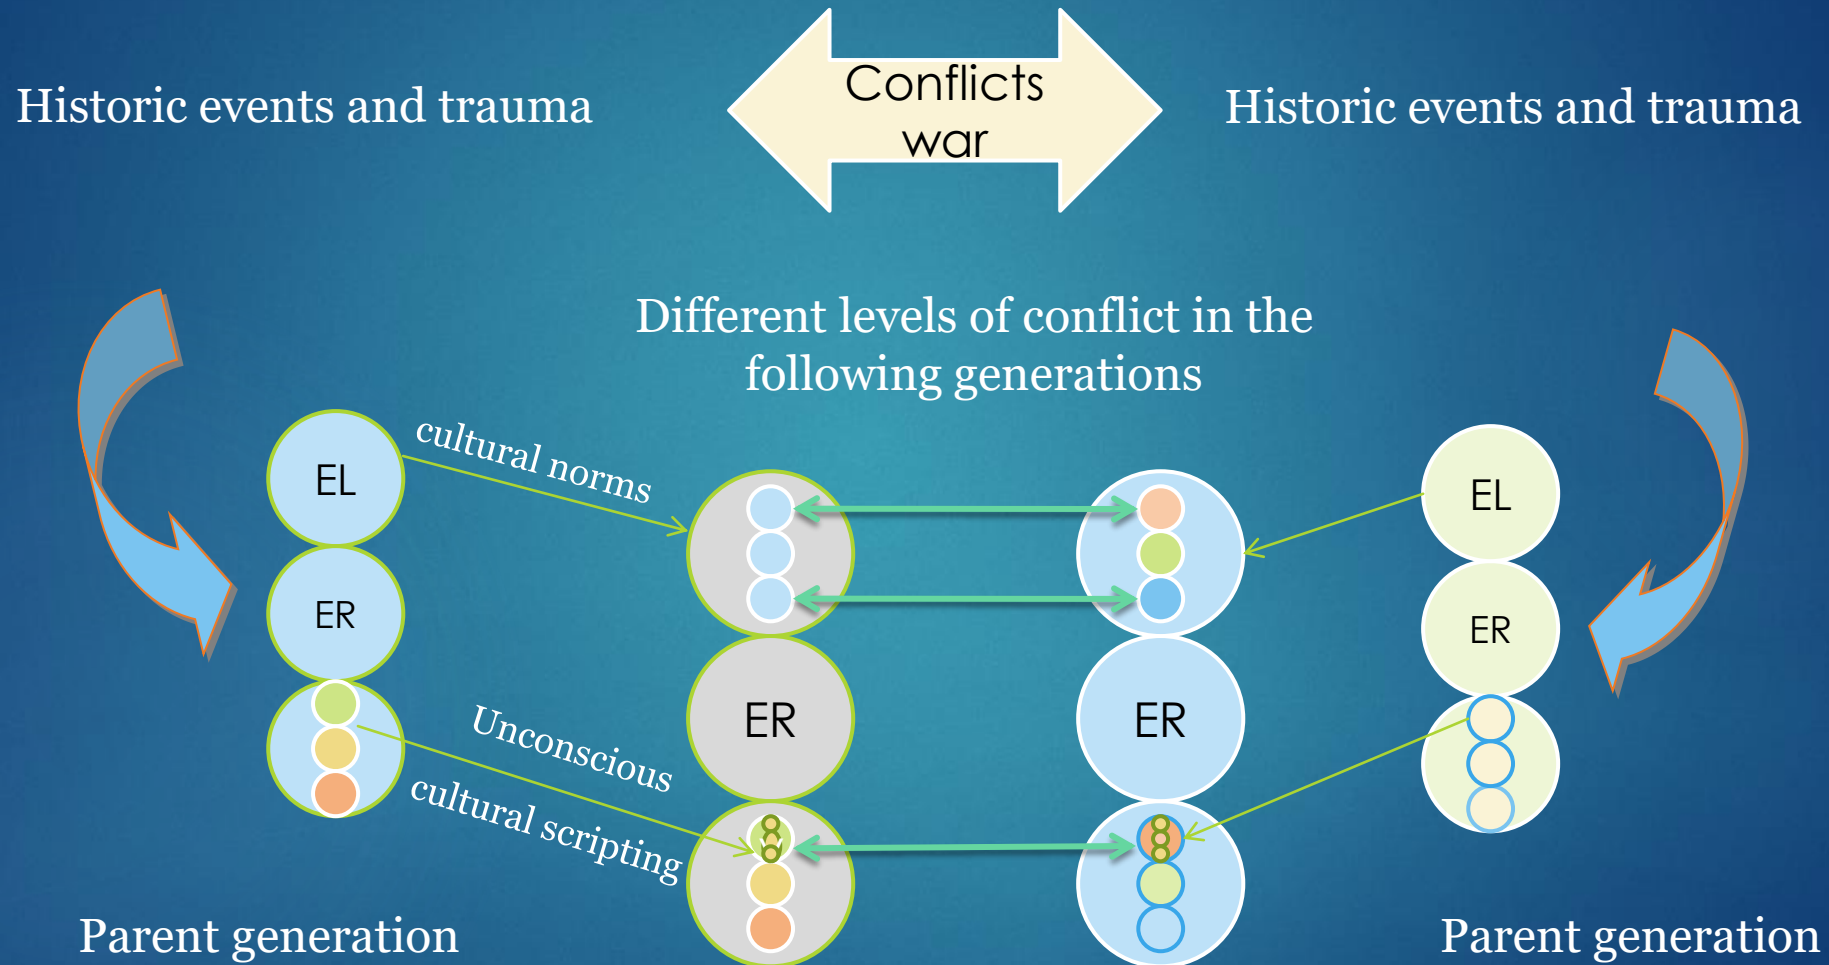 Historic events and trauma
Conflicts
war
Historic events and trauma
Different levels of conflict in the
following generations
EL
cultural norms
EL
ER
ER
Unconscious
cultural scripting
ER
ER
Parent generation
Parent generation